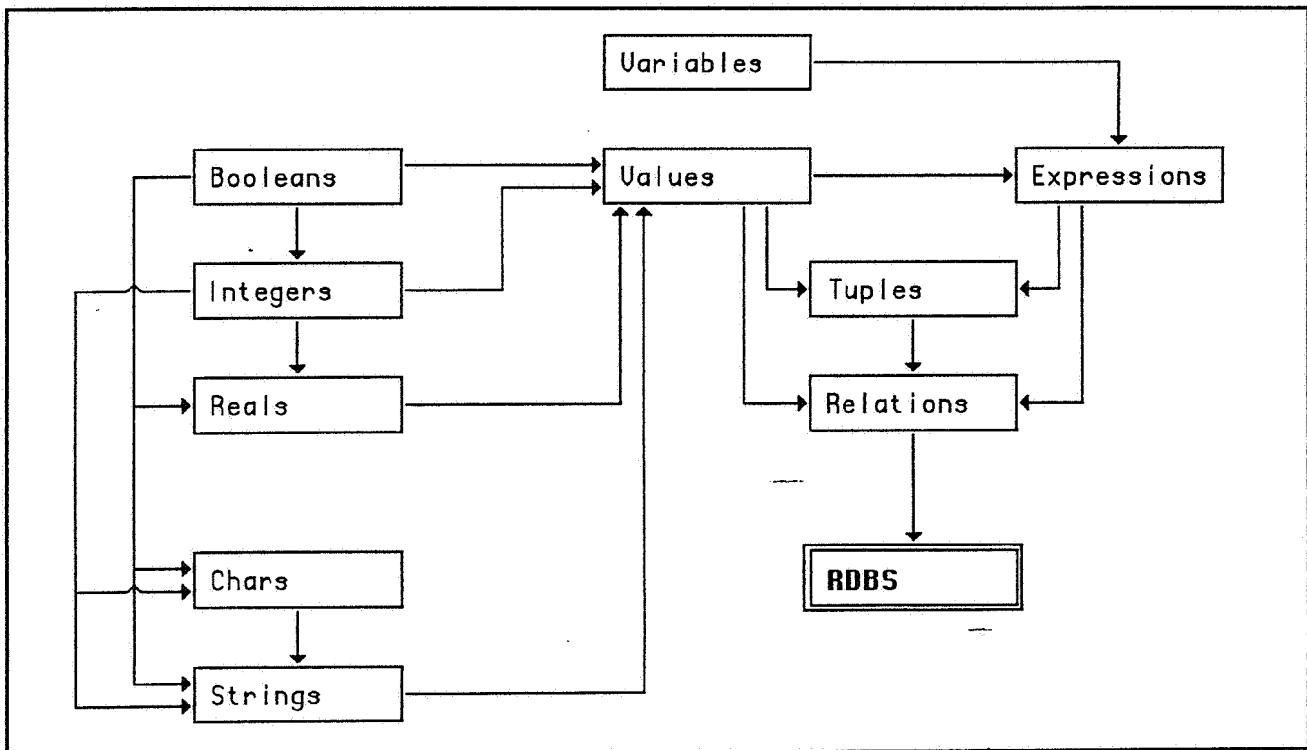 Variables
Booleans
Values
Expressions
Integers
Tuples
Reals
Relations
Chars
RDBS
Strings